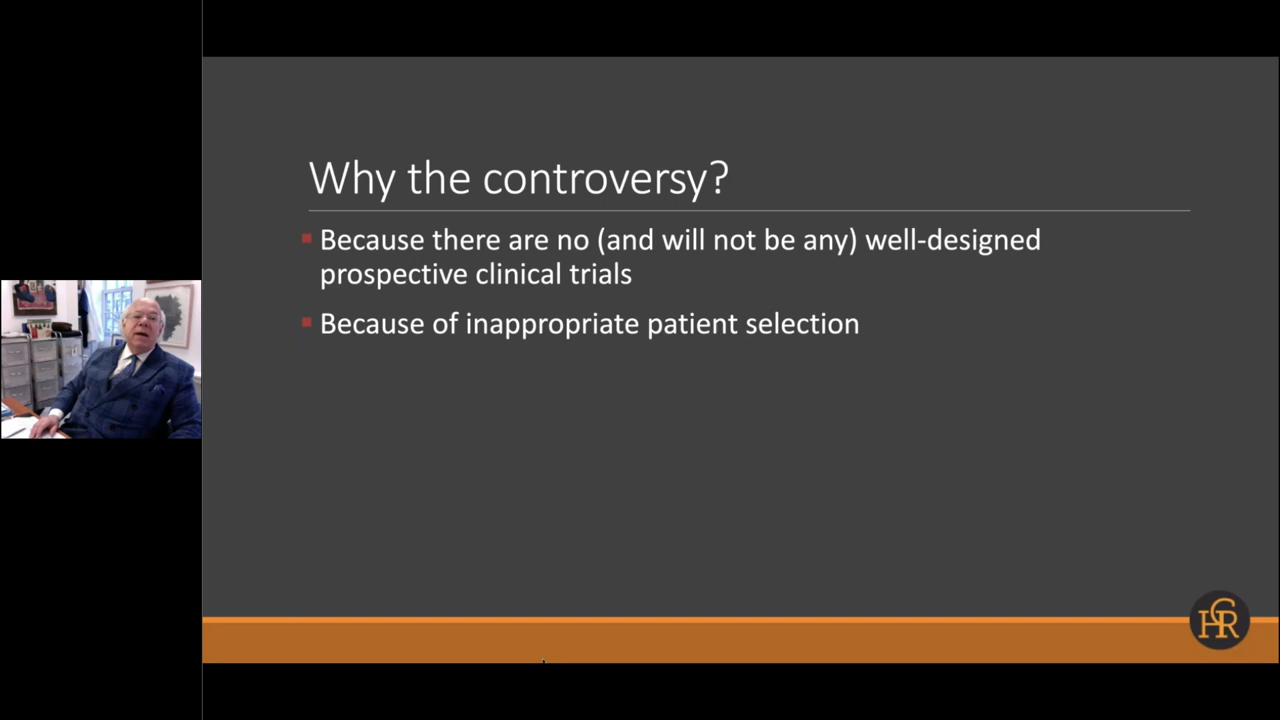 Why the controversy?
Because there are no (and will not be any) well-designed
prospective clinical trials
Because of inappropriate patient selection
CHR